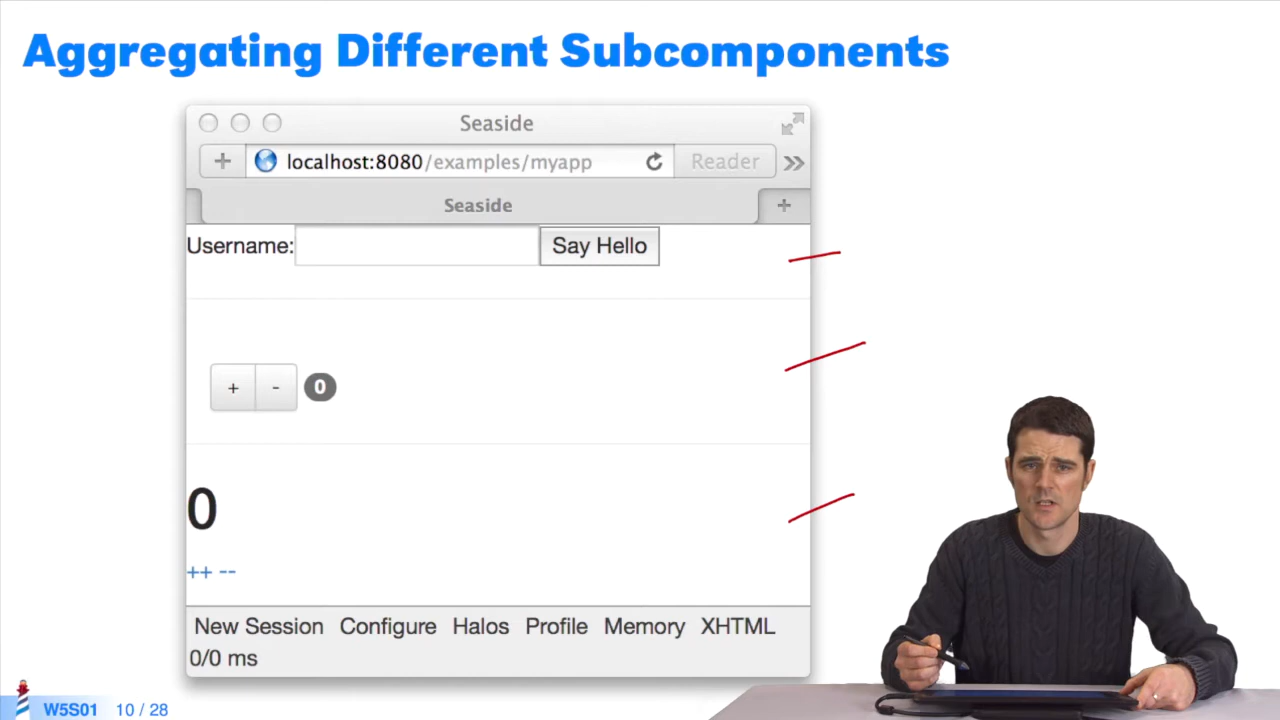 Aggregating Different Subcomponents
Seaside
localhost:8080/examples/myapp
Reader
Seaside
+
Username:
Say Hello
+ - 0
0
++ --
New Session Configure Halos Profile Memory XHTML
0/0 ms
W5S01 10 / 28